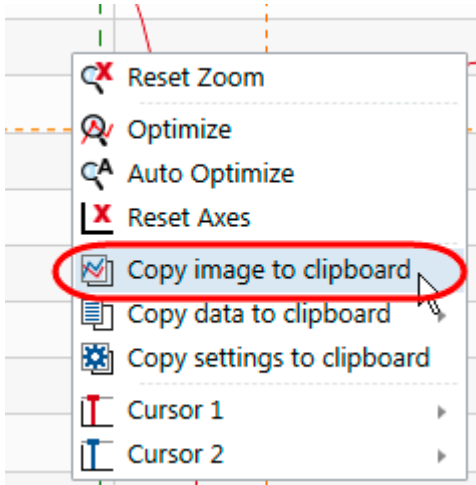 Reset Zoom
Optimize
Auto Optimize
Reset Axes
Copy image to clipboard
Copy data to clipboard
Copy settings to clipboard
Cursor 1
Cursor 2